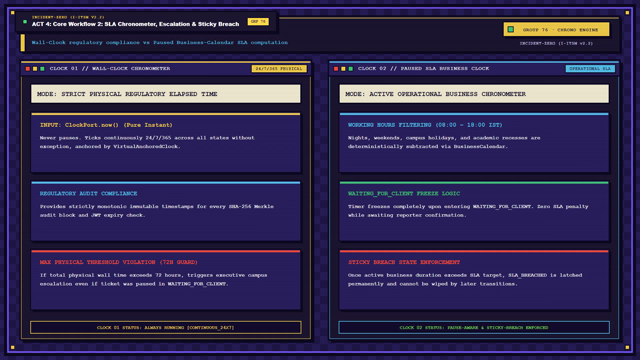 INCIDENT-ZERO (I-ITSM V2.2)
ACT 4: Core Workflow 2: SLA Chronometer, Escalation & Sticky Breach
GRP 76
Wall-Clock regulatory compliance vs Paused Business-Calendar SLA computation
GROUP 76 · CHRONO ENGINE
INCIDENT-ZERO (I-ITSM V2.2)
CLOCK 01 // WALL-CLOCK CHRONOMETER
24/7/365 PHYSICAL
MODE: STRICT PHYSICAL REGULATORY ELAPSED TIME
INPUT: ClockPort.now() (Pure Instant)
Never pauses. Ticks continuously 24/7/365 across all states without
exception, anchored by VirtualAnchoredClock.
REGULATORY AUDIT COMPLIANCE
Provides strictly monotonic immutable timestamps for every SHA-256 Merkle
audit block and JWT expiry check.
MAX PHYSICAL THRESHOLD VIOLATION (72H GUARD)
If total physical wall time exceeds 72 hours, triggers executive campus
escalation even if ticket was paused in WAITING_FOR_CLIENT.
CLOCK 01 STATUS: ALWAYS RUNNING [CONTINUOUS_24X7]
CLOCK 02 // PAUSED SLA BUSINESS CLOCK
OPERATIONAL SLA
MODE: ACTIVE OPERATIONAL BUSINESS CHRONOMETER
WORKING HOURS FILTERING (08:00 – 18:00 IST)
Nights, weekends, campus holidays, and academic recesses are
deterministically subtracted via BusinessCalendar.
WAITING_FOR_CLIENT FREEZE LOGIC
Timer freezes completely upon entering WAITING_FOR_CLIENT. Zero SLA penalty
while awaiting reporter confirmation.
STICKY BREACH STATE ENFORCEMENT
Once active business duration exceeds SLA target, SLA_BREACHED is latched
permanently and cannot be wiped by later transitions.
CLOCK 02 STATUS: PAUSE-AWARE & STICKY-BREACH ENFORCED